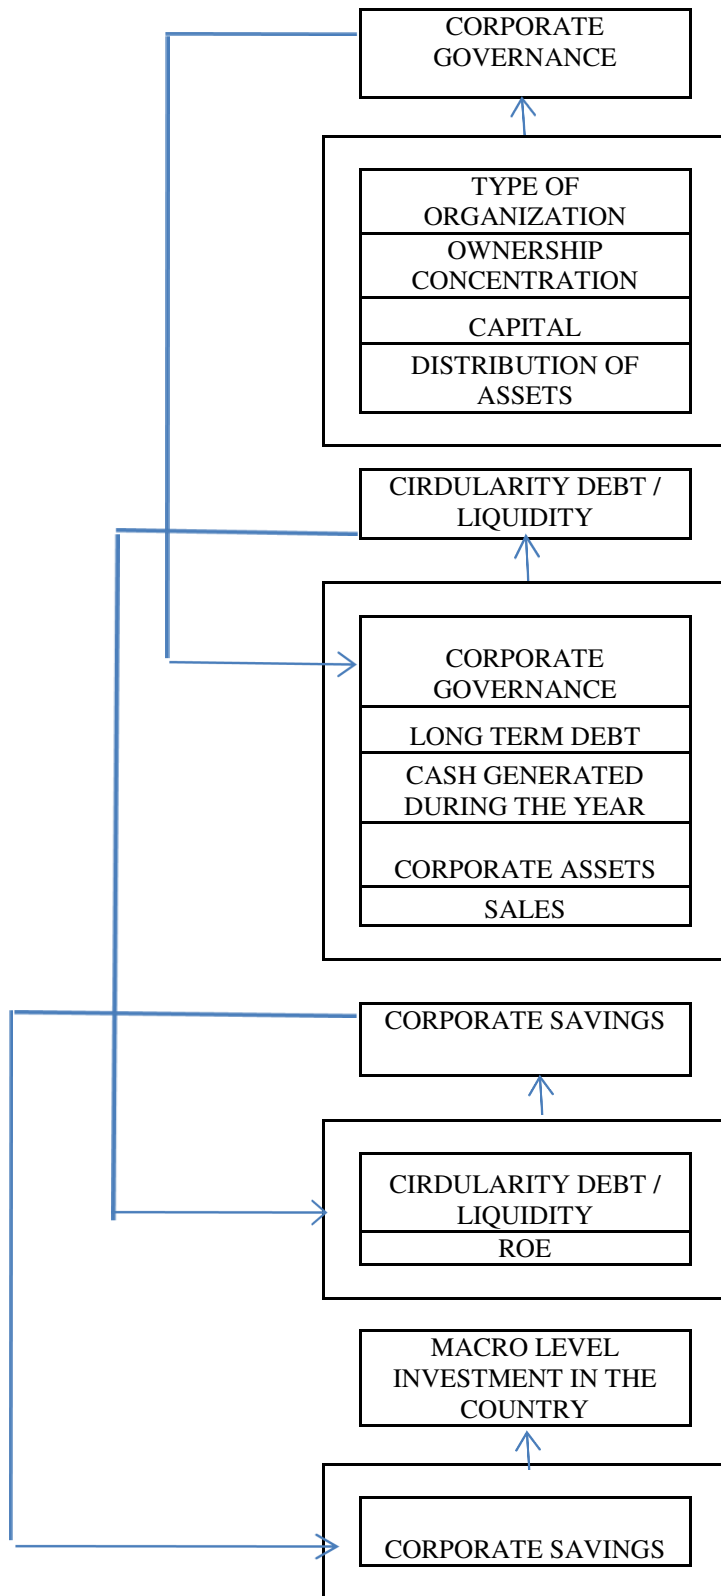 CORPORATE
GOVERNANCE
TYPE OF
ORGANIZATION
OWNERSHIP
CONCENTRATION
CAPITAL
DISTRIBUTION OF
ASSETS
CIRDULARITY DEBT /
LIQUIDITY
CORPORATE
GOVERNANCE
LONG TERM DEBT
CASH GENERATED
DURING THE YEAR
CORPORATE ASSETS
SALES
CORPORATE SAVINGS
CIRDULARITY DEBT /
LIQUIDITY
ROE
MACRO LEVEL
INVESTMENT IN THE
COUNTRY
CORPORATE SAVINGS